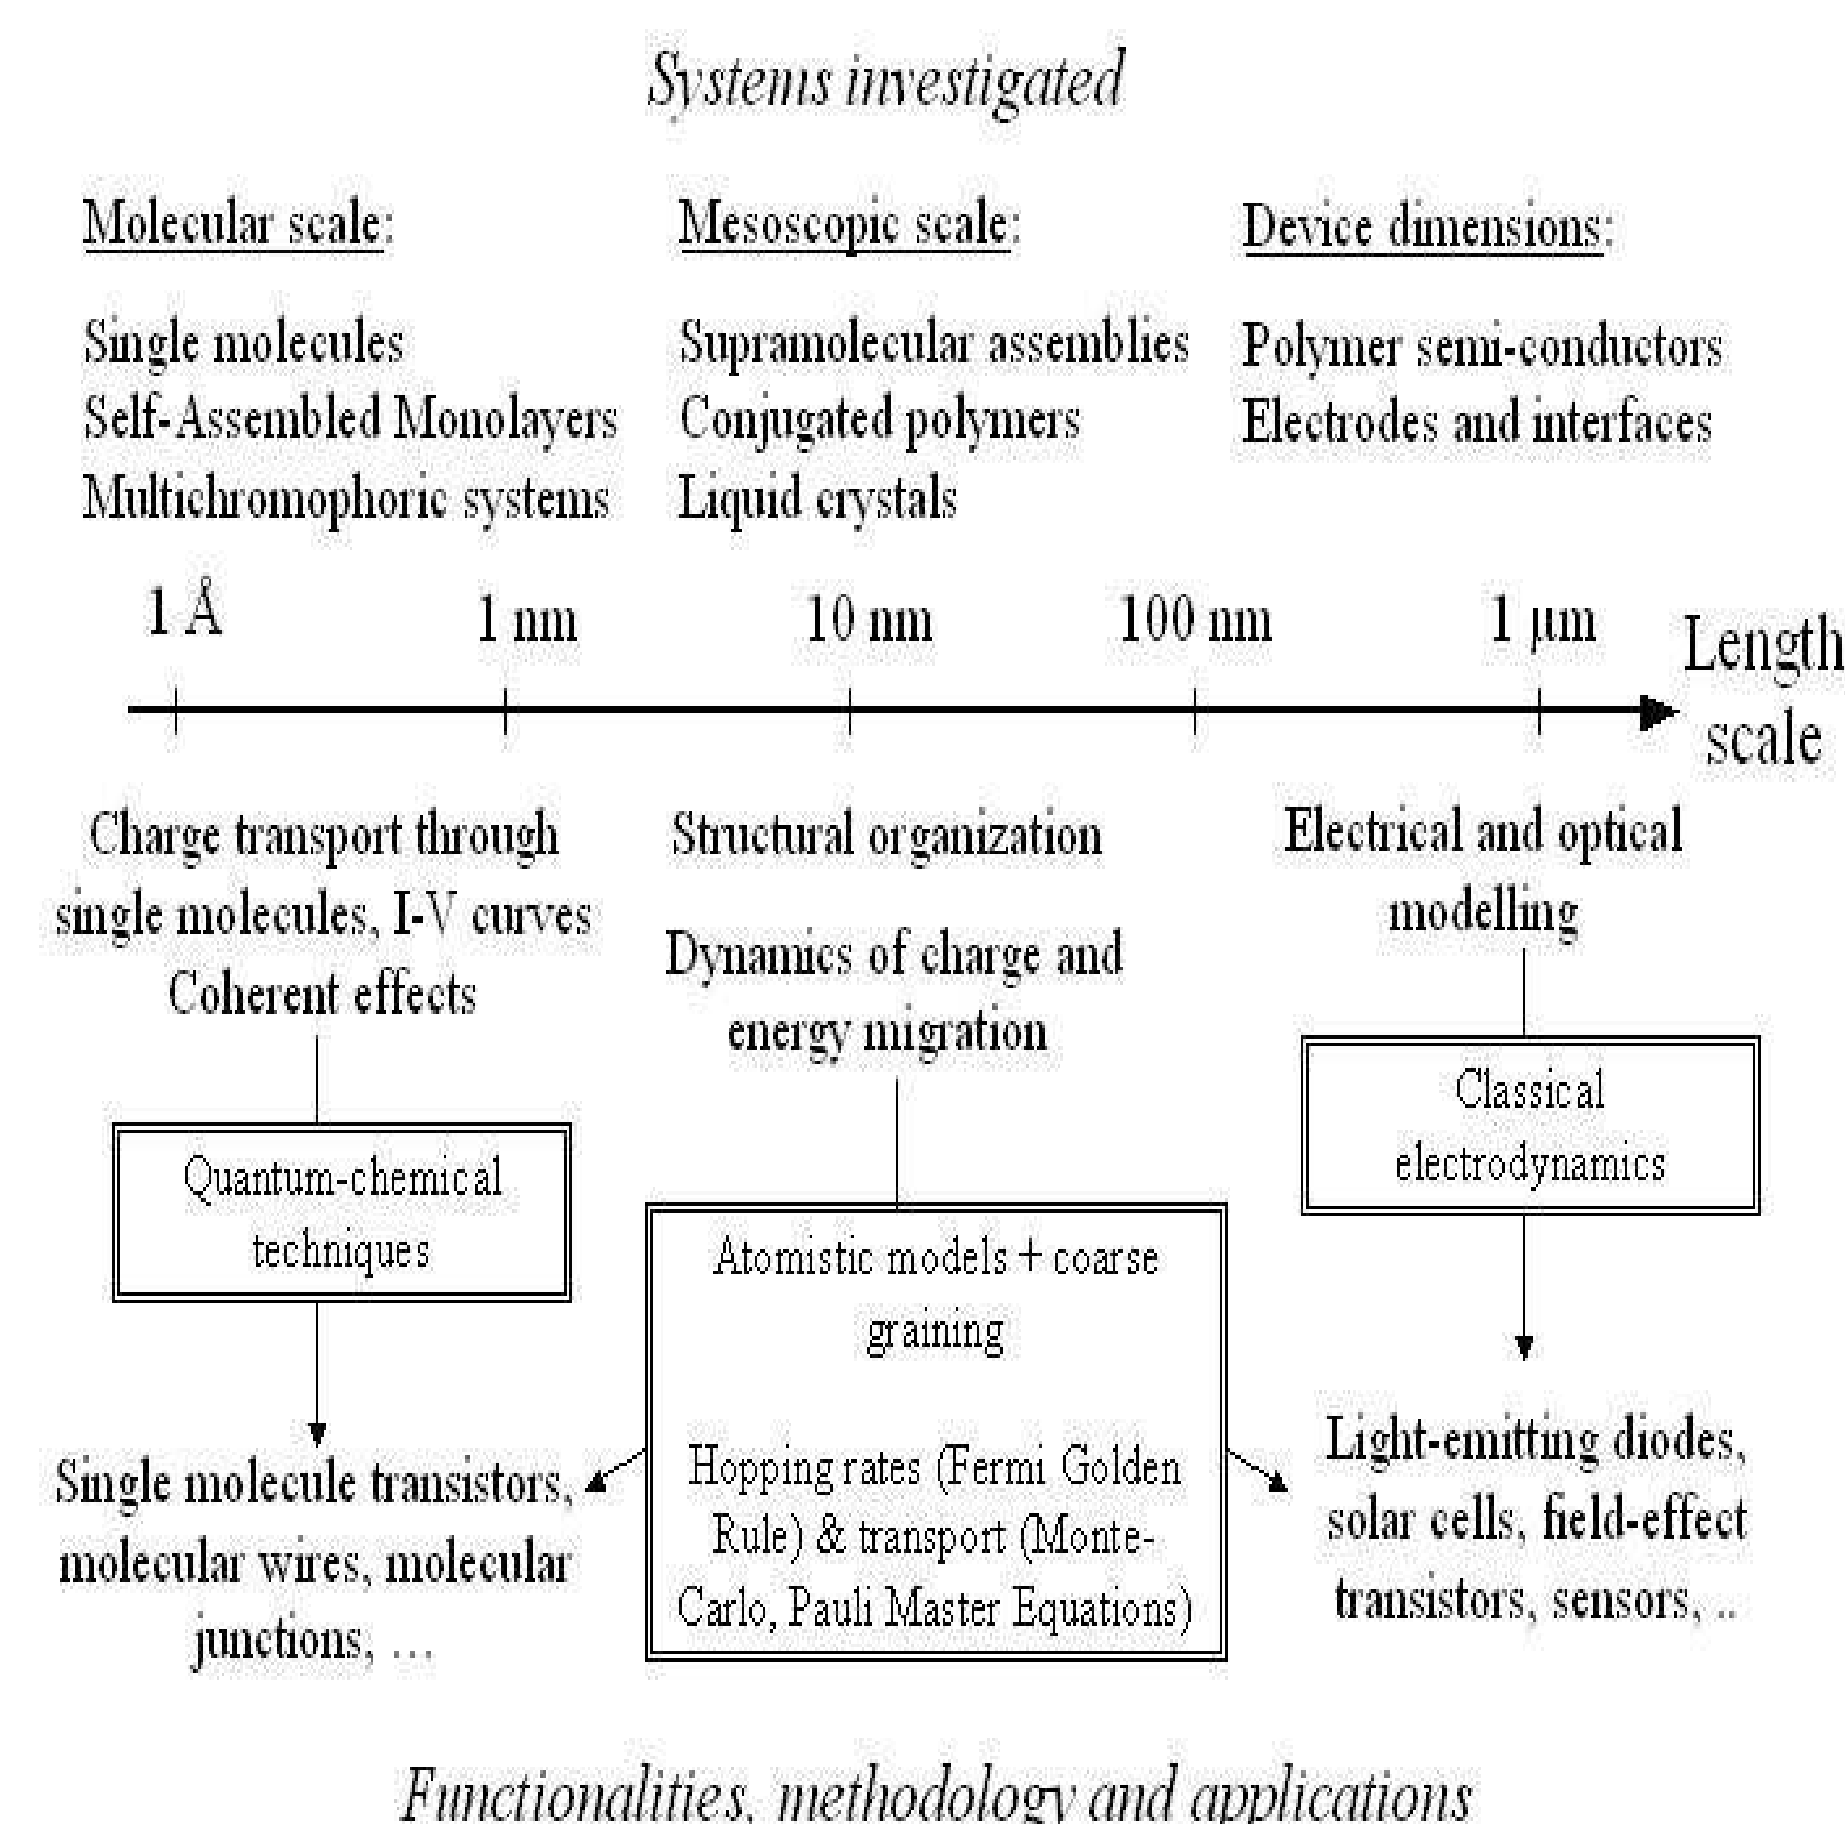 Systems investigated
Molecular scale:
Single molecules
Self-Assembled Monolayers
Multichromophoric systems
Mesoscopic scale:
Supramolecular assemblies
Conjugated polymers
Liquid crystals
Device dimensions:
Polymer semi-conductors
Electrodes and interfaces
1 Å
1 nm
10 nm
100 nm
1 μm
Length
scale
Charge transport through
single molecules, I-V curves
Coherent effects
Quantum-chemical
techniques
Single molecule transistors,
molecular wires, molecular
junctions, …
Structural organization
Dynamics of charge and
energy migration
Atomistic models + coarse
graining
Hopping rates (Fermi Golden
Rule) & transport (Monte-
Carlo, Pauli Master Equations)
Electrical and optical
modelling
Classical
electrodynamics
Light-emitting diodes,
solar cells, field-effect
transistors, sensors, ..
Functionalities, methodology and applications